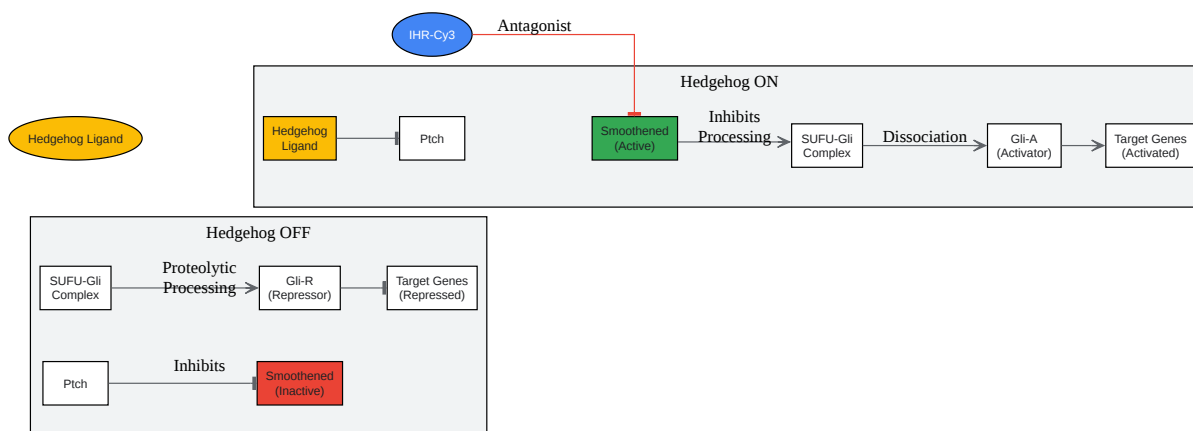 IHR-Cy3
Antagonist
Hedgehog ON
Hedgehog Ligand
Hedgehog
Ligand
Ptch
Smoothened
(Active)
Inhibits
Processing
SUFU-Gli
Complex
Dissociation
Gli-A
(Activator)
Target Genes
(Activated)
Hedgehog OFF
SUFU-Gli
Complex
Proteolytic
Processing
Gli-R
(Repressor)
Target Genes
(Repressed)
Ptch
Inhibits
Smoothened
(Inactive)